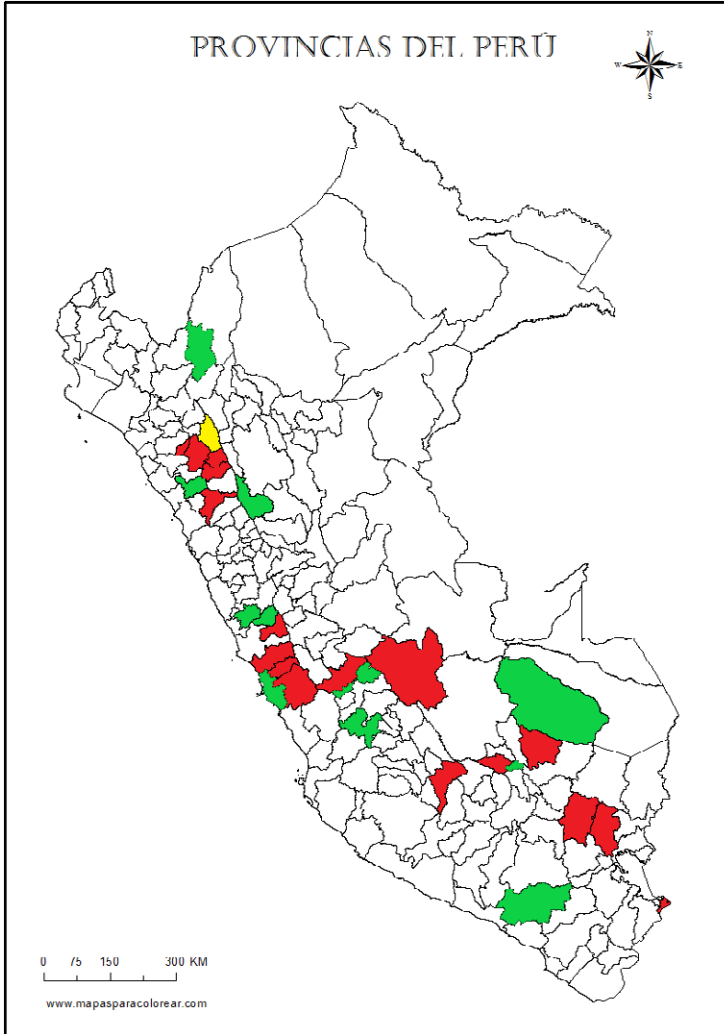 PROVINCIAS DEL PERÚ
N
W E
S
0 75 150 300 KM
www.mapasparacolorear.com